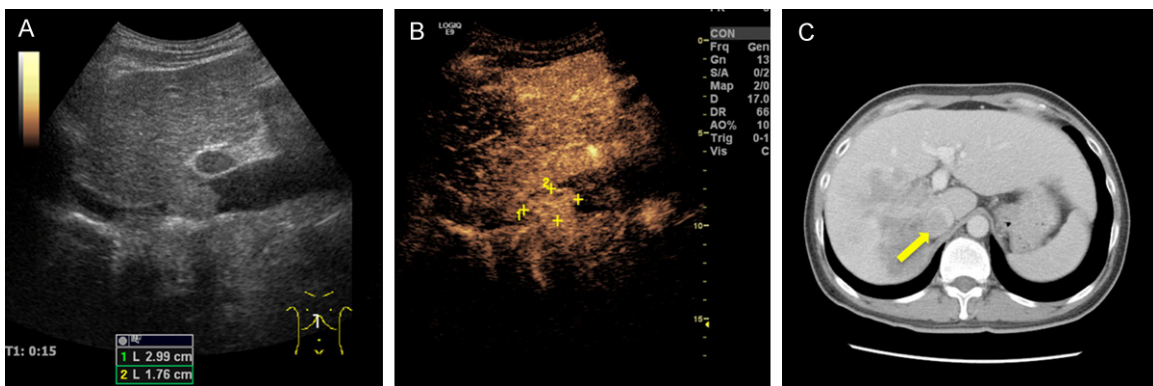 A
T1: 0:15
1 L 2.99 cm
2 L 1.76 cm
B
LOGIQ
E9
CON
Frq Gen
Gn 13
S/A 0/2
Map 2/0
D 17.0
DR 66
AO% 10
Trig 0-1
Vis C
0
5
10
15
2
1
C